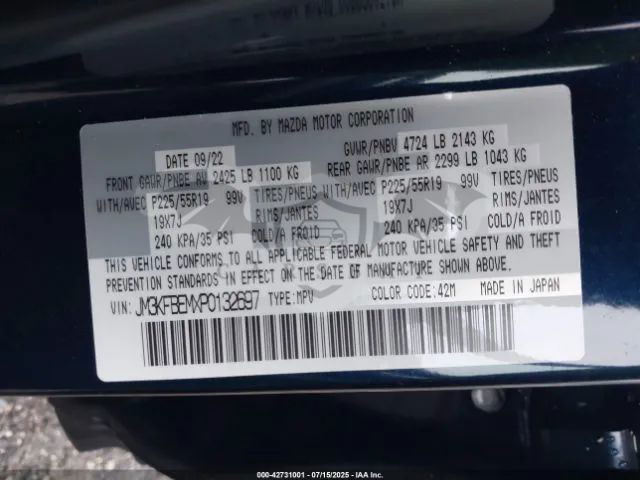 MFD. BY MAZDA MOTOR CORPORATION
DATE 09/22 GVWR/PNBV 4724 LB 2143 KG
FRONT GAWR/PNBE AV 2425 LB 1100 KG REAR GAWR/PNBE AR 2299 LB 1043 KG
WITH/AVEC P225/55R19 99V TIRES/PNEUS WITH/AVEC P225/55R19 99V TIRES/PNEUS
19X7J RIMS/JANTES 19X7J RIMS/JANTES
240 KPA/35 PSI COLD/A FROID 240 KPA/35 PSI COLD/A FROID
THIS VEHICLE CONFORMS TO ALL APPLICABLE FEDERAL MOTOR VEHICLE SAFETY AND THEFT
PREVENTION STANDARDS IN EFFECT ON THE DATE OF MANUFACTURE SHOWN ABOVE.
VIN: JM3KFBEMXP0132697 TYPE:MPV COLOR CODE:42M MADE IN JAPAN
000-42731001 - 07/15/2025 - IAA Inc.